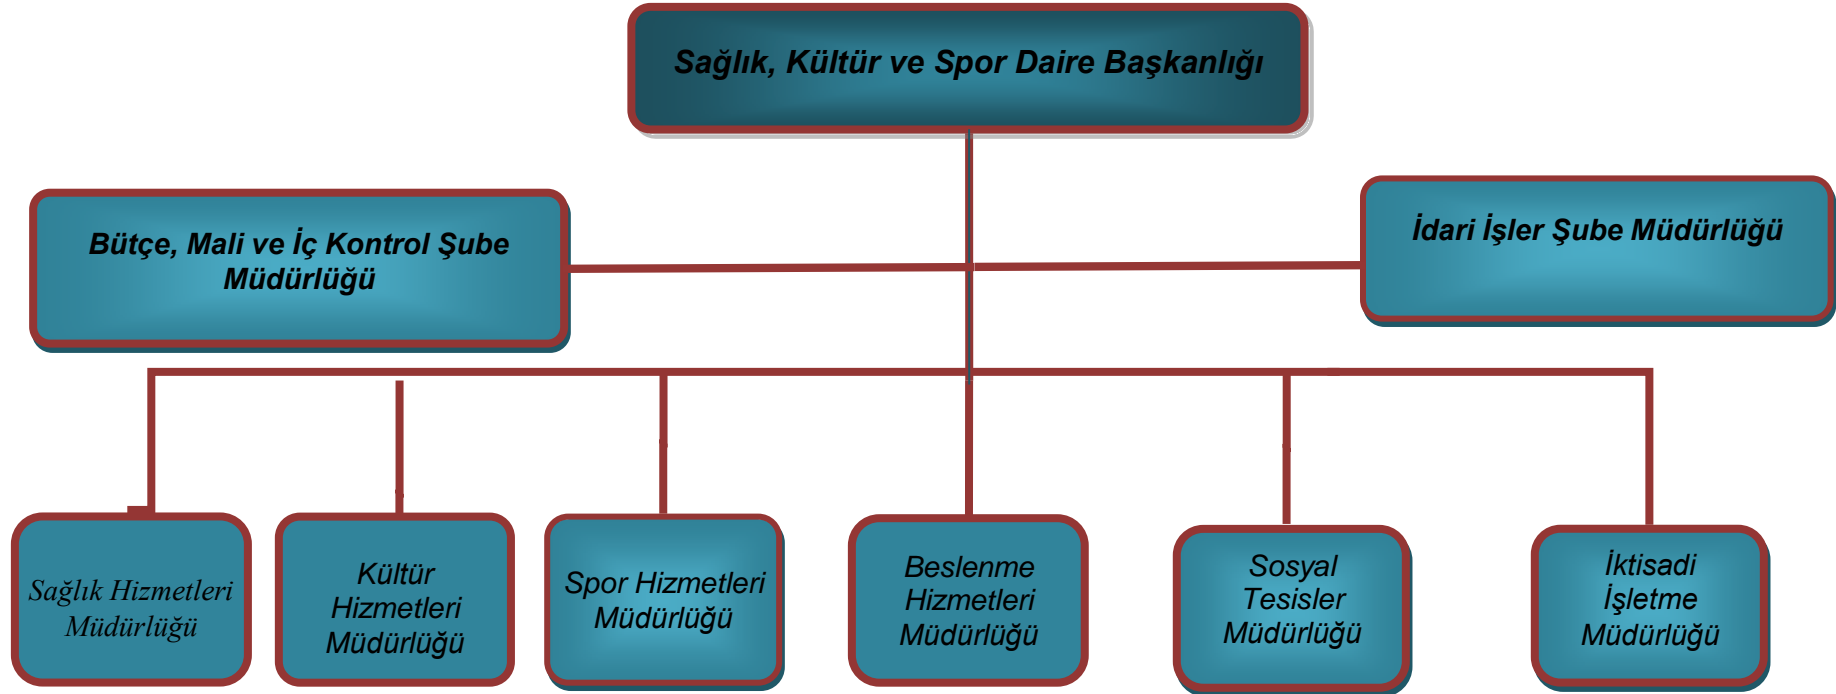 Sağlık, Kültür ve Spor Daire Başkanlığı
Bütçe, Mali ve İç Kontrol Şube
Müdürlüğü
İdari İşler Şube Müdürlüğü
Sağlık Hizmetleri
Müdürlüğü
Kültür
Hizmetleri
Müdürlüğü
Spor Hizmetleri
Müdürlüğü
Beslenme
Hizmetleri
Müdürlüğü
Sosyal
Tesisler
Müdürlüğü
İktisadi
İşletme
Müdürlüğü